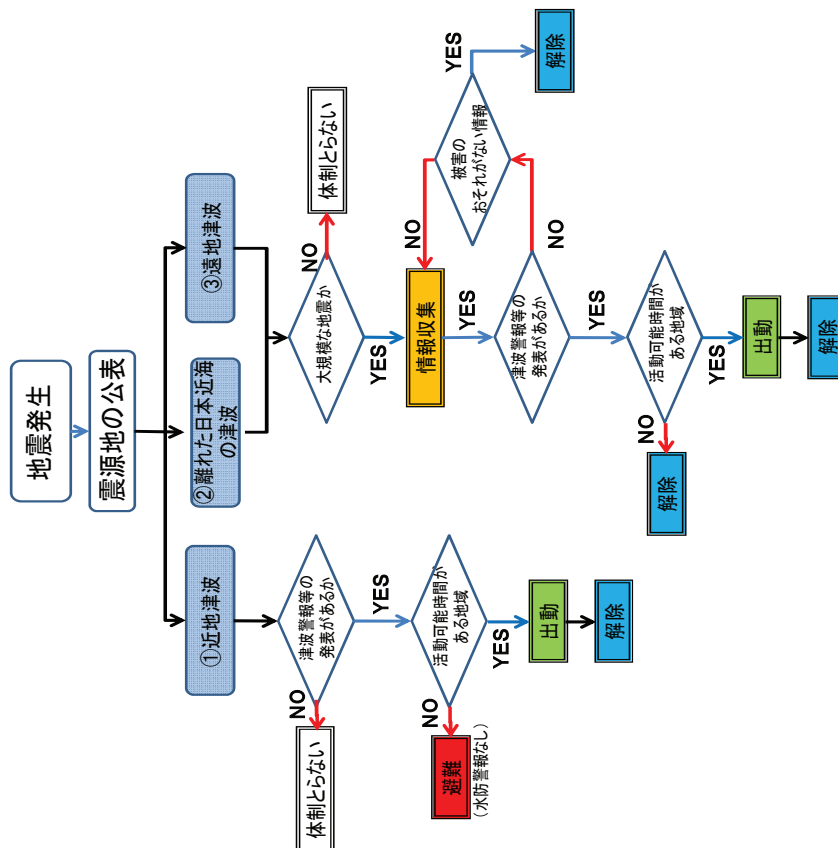 地震発生
震源地の公表
①近地津波
②離れた日本近海
の津波
③遠地津波
津波警報等の
発表があるか
NO
体制とらない
YES
活動可能時間が
ある地域
NO
避難
(水防警報なし)
YES
出動
解除
大規模な地震か
NO
体制とらない
YES
情報収集
YES
津波警報等の
発表があるか
NO
被害の
おそれがない情報
NO
YES
解除
YES
活動可能時間が
ある地域
NO
解除
YES
出動
解除